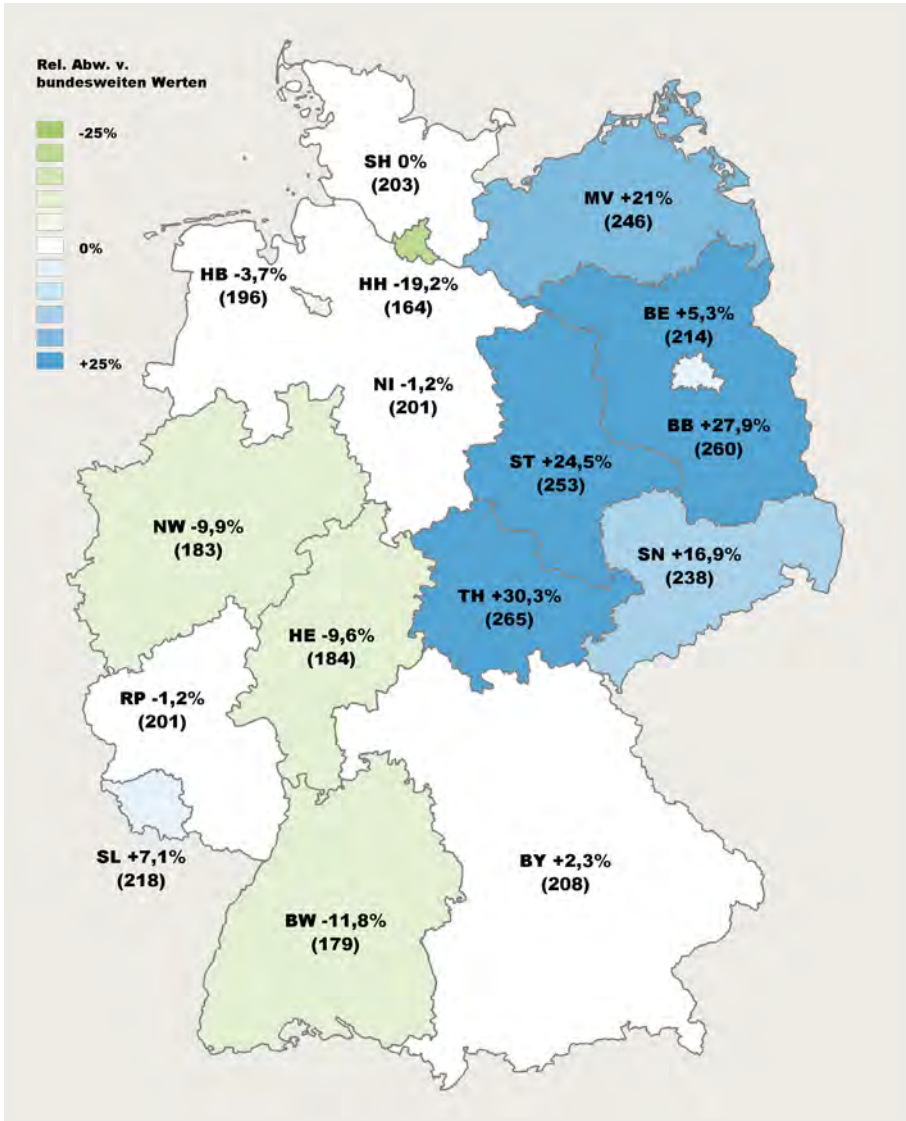 Rel. Abw. v.
bundesweiten Werten
-25%
0%
+25%
SH 0%
(203)
MV +21%
(246)
HB -3,7%
(196)
HH -19,2%
(164)
BE +5,3%
(214)
NI -1,2%
(201)
BB +27,9%
(260)
ST +24,5%
(253)
NW -9,9%
(183)
SN +16,9%
(238)
TH +30,3%
(265)
HE -9,6%
(184)
RP -1,2%
(201)
SL +7,1%
(218)
BY +2,3%
(208)
BW -11,8%
(179)